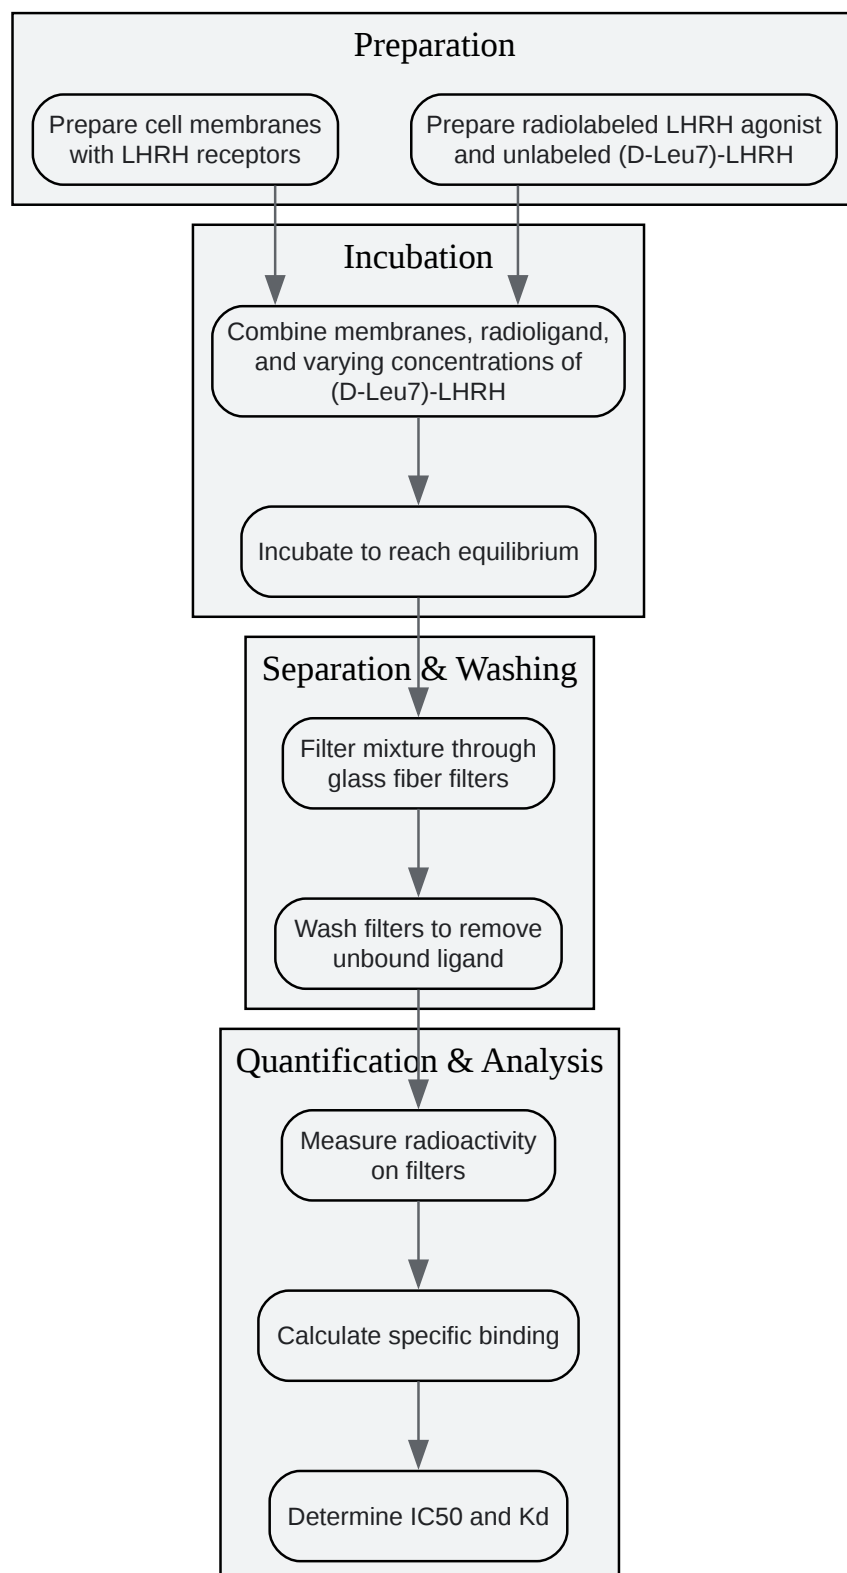 Preparation
Prepare cell membranes
with LHRH receptors
Prepare radiolabeled LHRH agonist
and unlabeled (D-Leu7)-LHRH
Incubation
Combine membranes, radioligand,
and varying concentrations of
(D-Leu7)-LHRH
Incubate to reach equilibrium
Separation & Washing
Filter mixture through
glass fiber filters
Wash filters to remove
unbound ligand
Quantification & Analysis
Measure radioactivity
on filters
Calculate specific binding
Determine IC50 and Kd